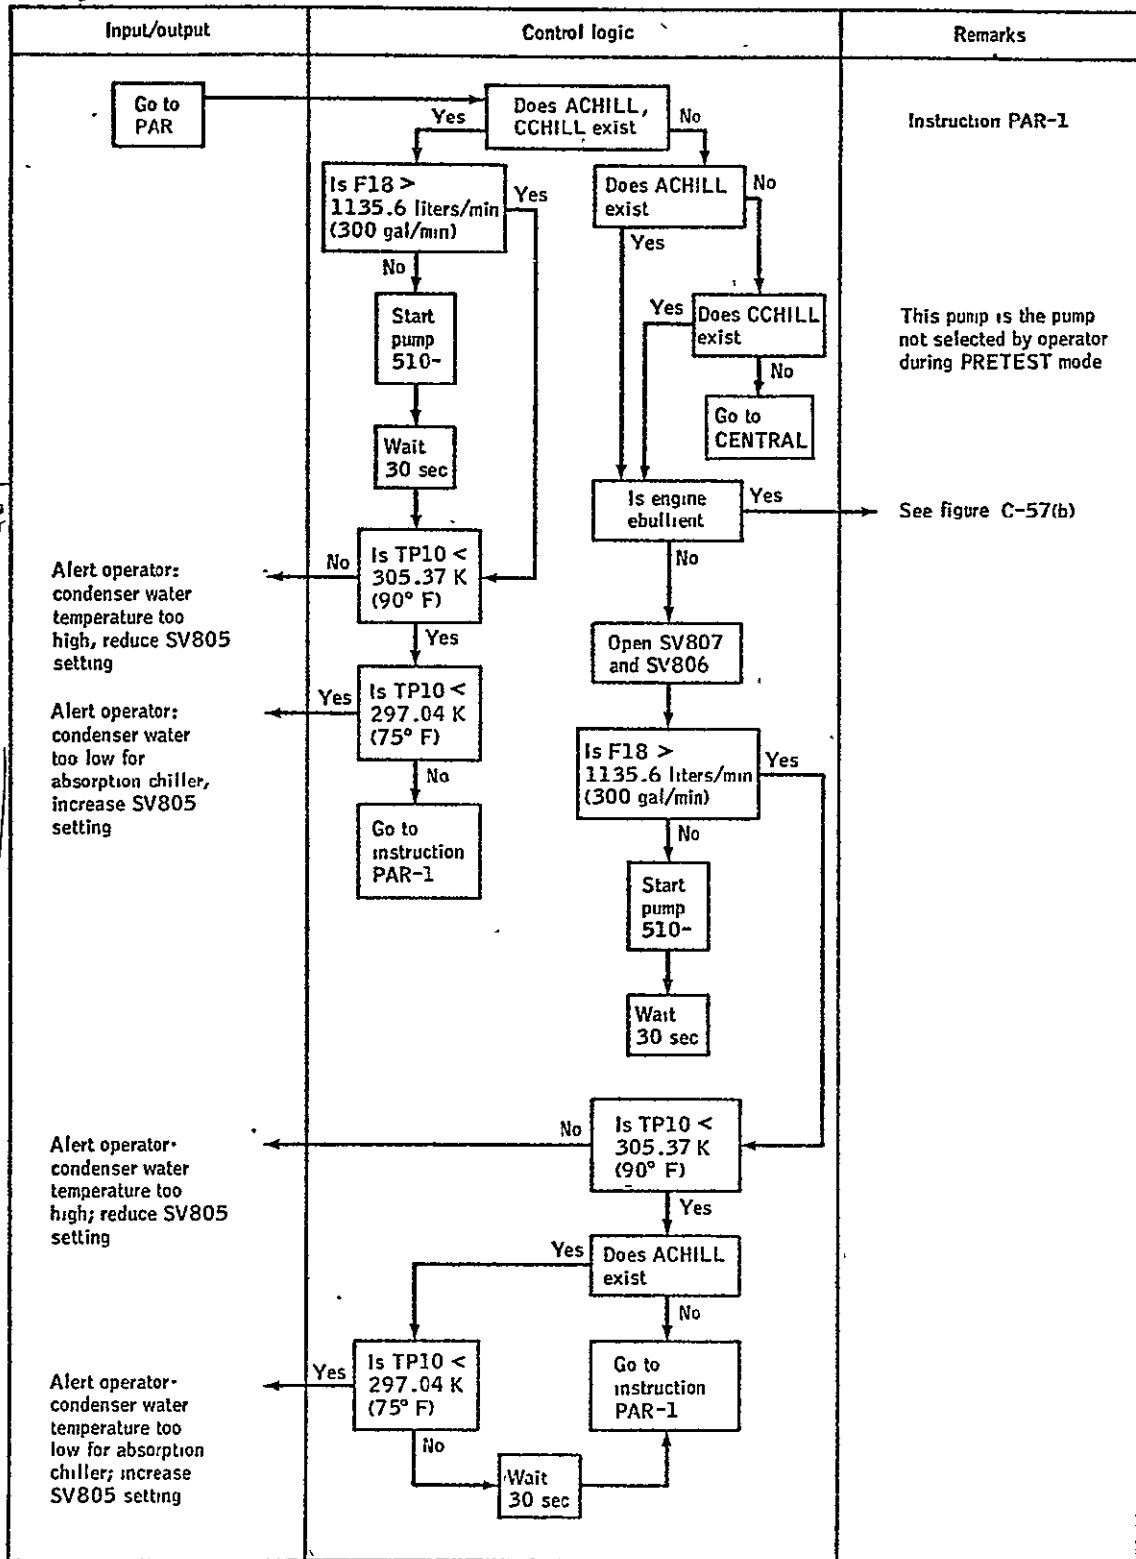 Input/output
Control logic
Remarks
Go to
PAR
Does ACHILL,
CCHILL exist
Yes
No
Instruction PAR-1
Is F18 >
1135.6 liters/min
(300 gal/min)
Yes
No
Does ACHILL
exist
No
Yes
Start
pump
510-
Yes
Does CCHILL
exist
No
This pump is the pump
not selected by operator
during PRETEST mode
Go to
CENTRAL
Wait
30 sec
Is engine
ebullient
Yes
No
See figure C-57(b)
Is TP10 <
305.37 K
(90° F)
No
Yes
Alert operator:
condenser water
temperature too
high, reduce SV805
setting
Open SV807
and SV806
Is TP10 <
297.04 K
(75° F)
Yes
No
Alert operator:
condenser water
too low for
absorption chiller,
increase SV805
setting
Is F18 >
1135.6 liters/min
(300 gal/min)
Yes
No
Go to
instruction
PAR-1
Start
pump
510-
Wait
30 sec
Is TP10 <
305.37 K
(90° F)
No
Yes
Alert operator·
condenser water
temperature too
high; reduce SV805
setting
Does ACHILL
exist
Yes
No
Is TP10 <
297.04 K
(75° F)
Yes
No
Go to
instruction
PAR-1
Alert operator·
condenser water
temperature too
low for absorption
chiller; increase
SV805 setting
Wait
30 sec